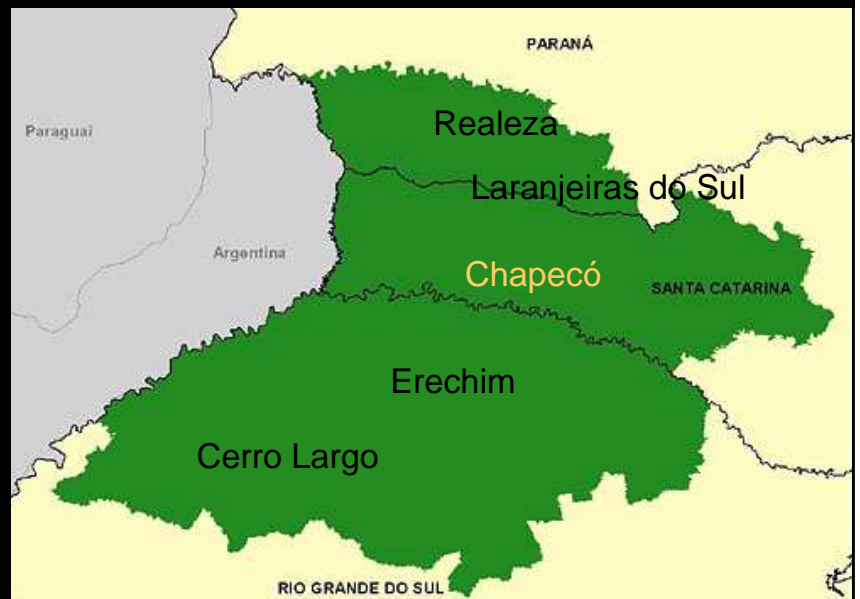 PARANÁ
Realeza
Paraguai
Laranjeiras do Sul
Argentina
Chapecó
SANTA CATARINA
Erechim
Cerro Largo
RIO GRANDE DO SUL